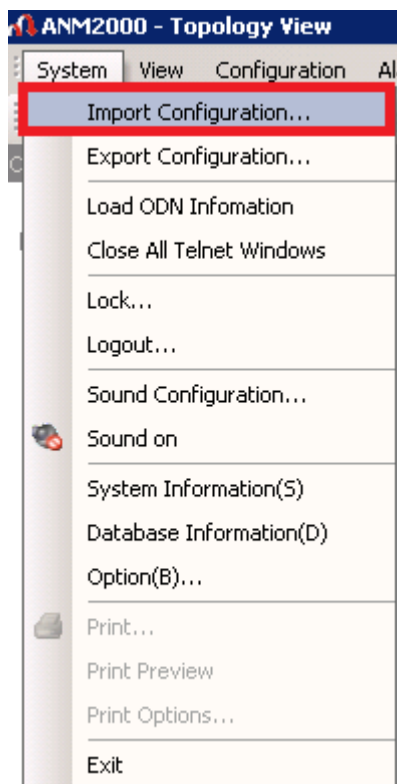 ANM2000 - Topology View
System View Configuration Al
Import Configuration...
Export Configuration...
Load ODN Infomation
Close All Telnet Windows
Lock...
Logout...
Sound Configuration...
Sound on
System Information(S)
Database Information(D)
Option(B)...
Print...
Print Preview
Print Options...
Exit